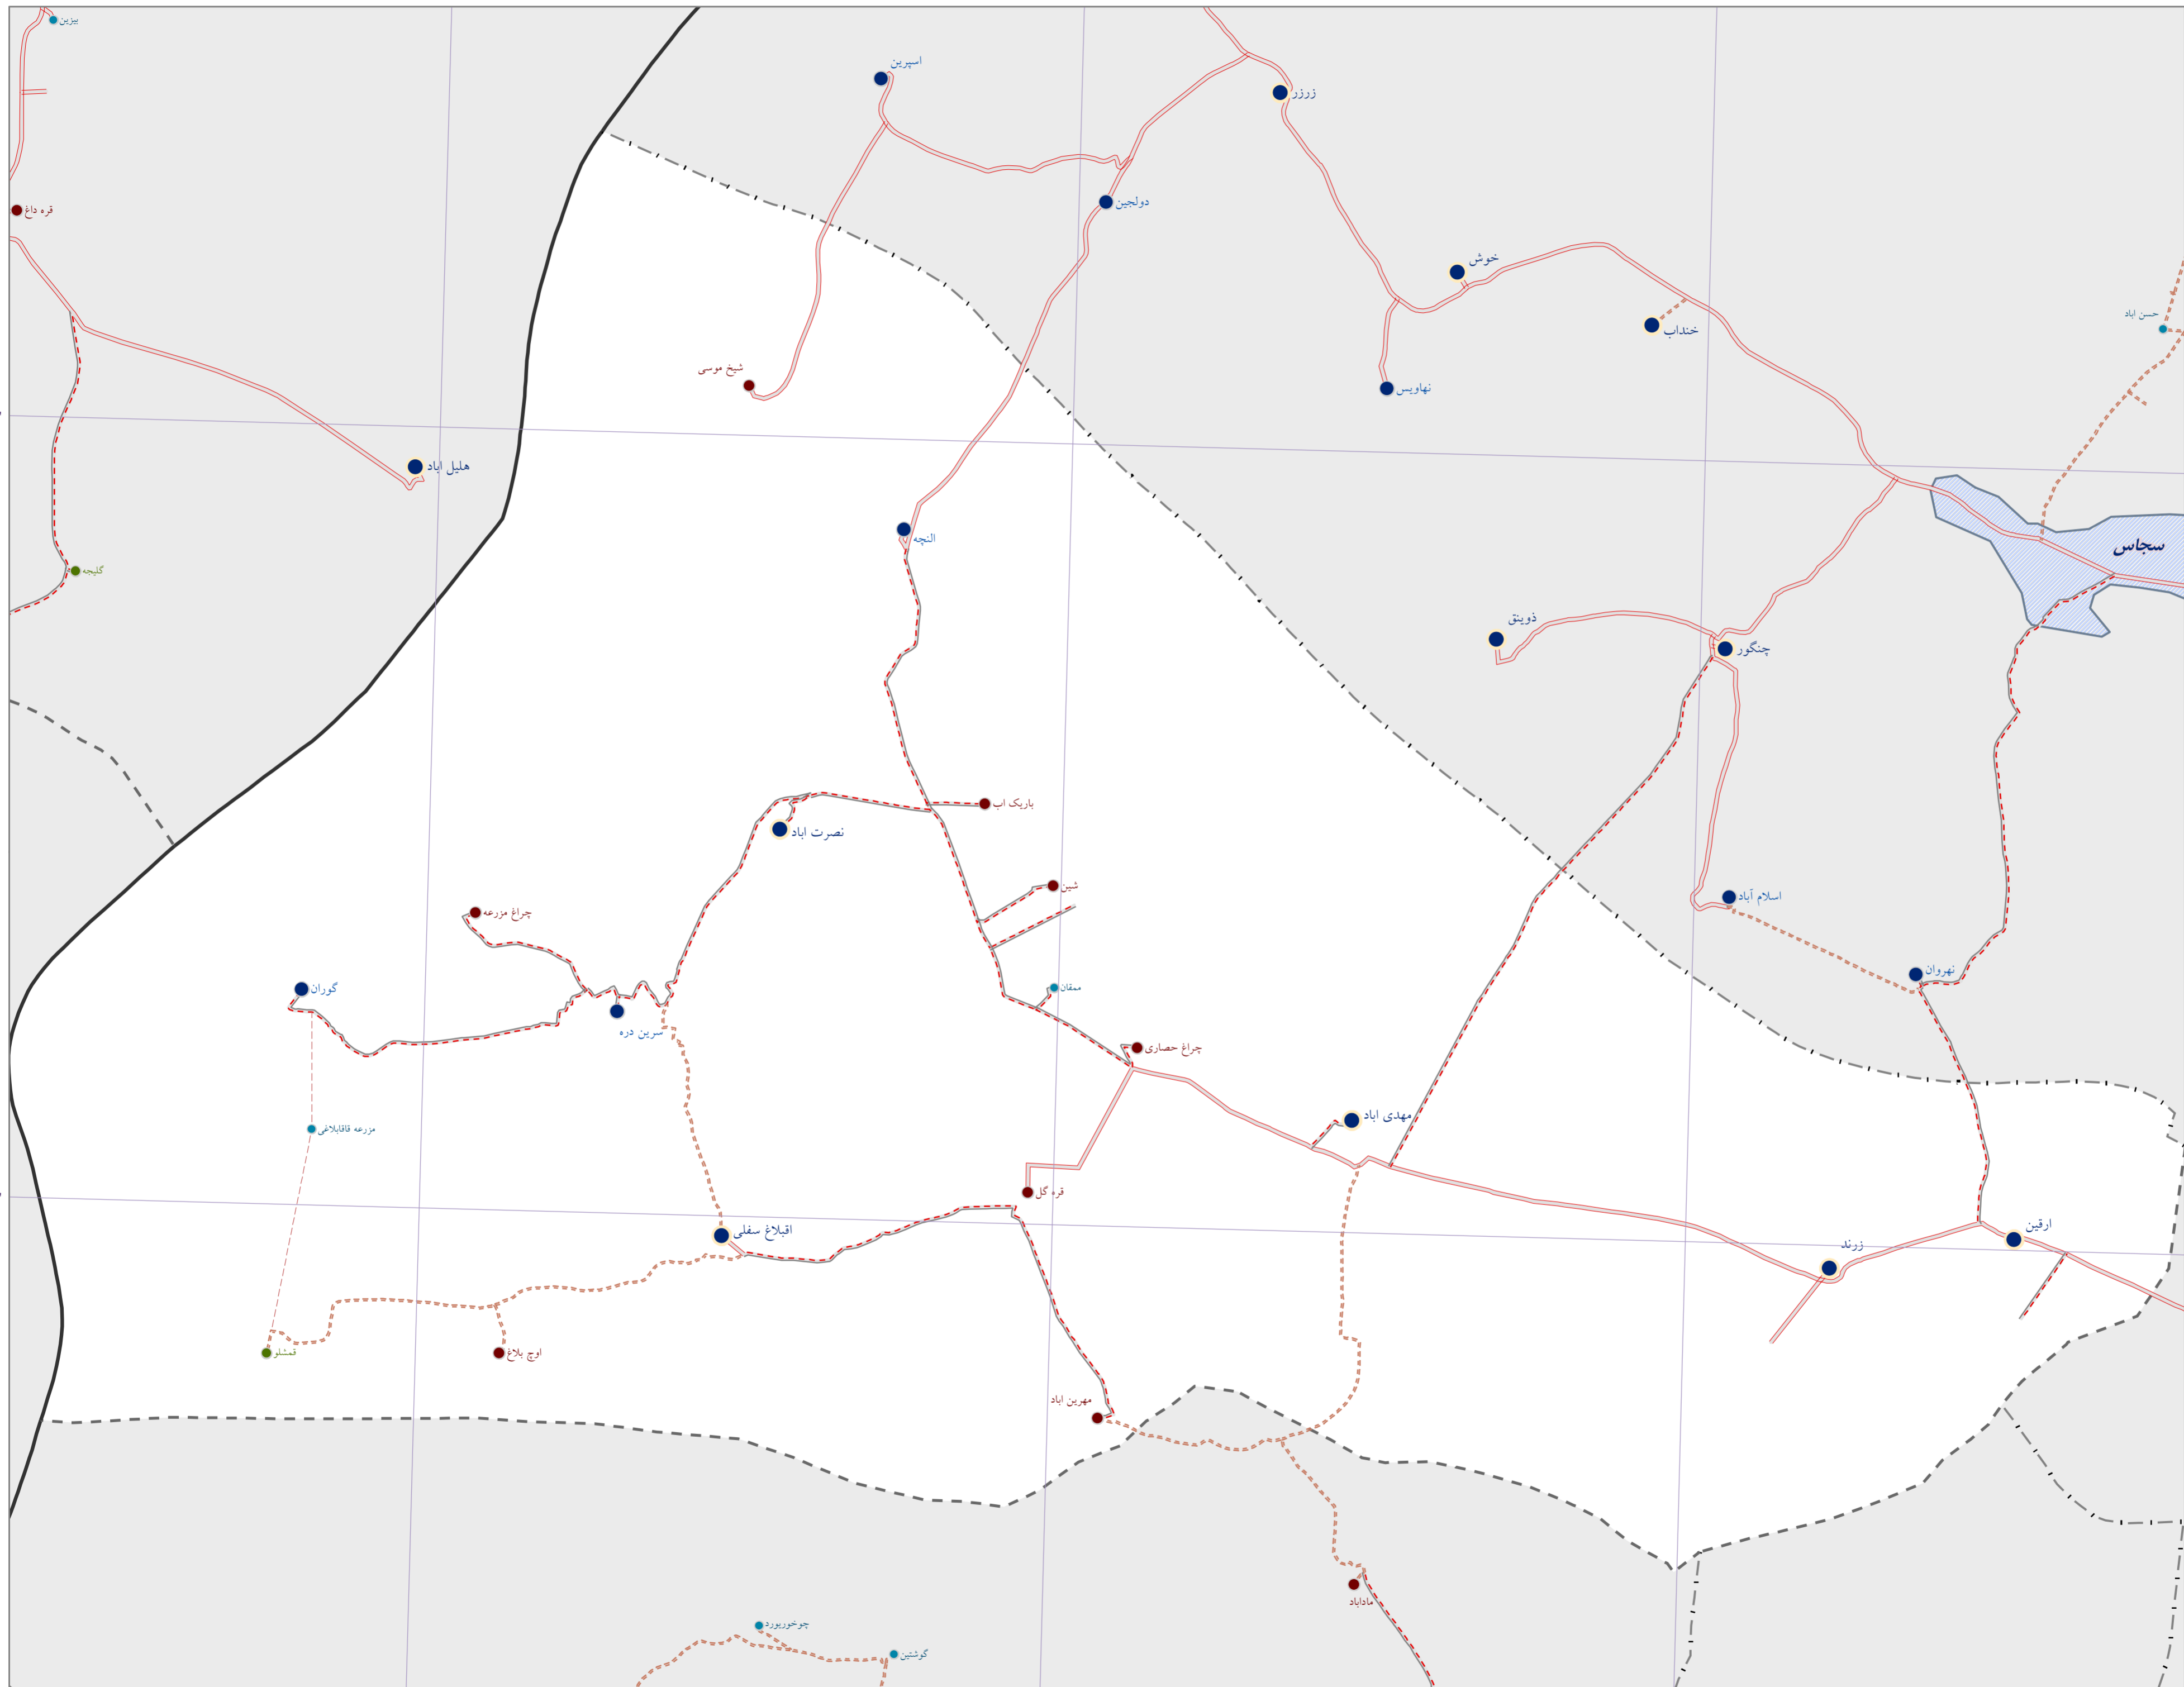 بیزین
اسپرین
زرزر
دولجین
قره داغ
خوش
حسن اباد
خنداب
شیخ موسی
نهاویس
هلیل اباد
النچه
سجاس
گلیجه
ذوینق
چنگور
باریک اب
نصرت اباد
شین
اسلام آباد
چراغ مزرعه
نهروان
گوران
ممقان
سرین دره
چراغ حصاری
مهدی اباد
مزرعه قاقابلاغی
قره گل
ارقین
اقبلاغ سفلی
زرند
قمشلو
اوچ بلاغ
مهرین اباد
ماداباد
چوخوریورد
گوشتین